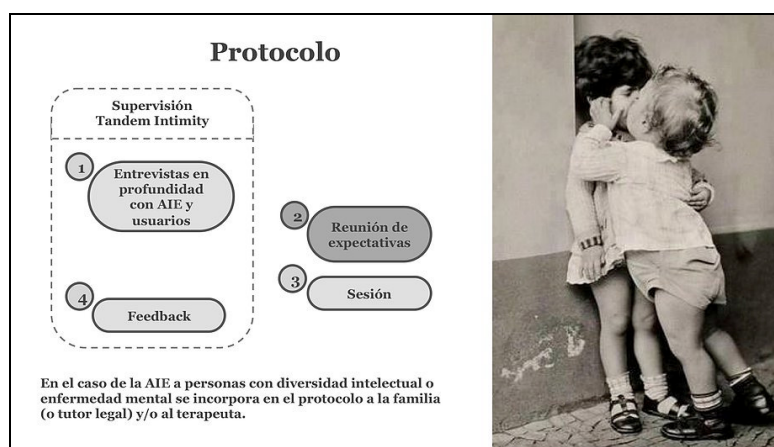 Protocolo
Supervisión
Tandem Intimity
1
Entrevistas en
profundidad
con AIE y
usuarios
2
Reunión de
expectativas
3
Sesión
4
Feedback
En el caso de la AIE a personas con diversidad intelectual o
enfermedad mental se incorpora en el protocolo a la familia
(o tutor legal) y/o al terapeuta.